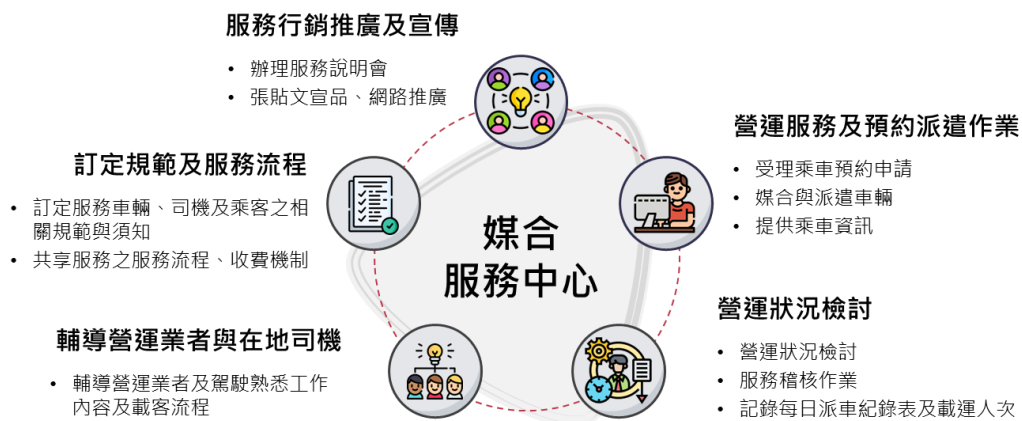 服務行銷推廣及宣傳
• 辦理服務說明會
• 張貼文宣品、網路推廣
營運服務及預約派遣作業
• 受理乘車預約申請
• 媒合與派遣車輛
• 提供乘車資訊
訂定規範及服務流程
• 訂定服務車輛、司機及乘客之相
關規範與須知
• 共享服務之服務流程、收費機制
媒合
服務中心
營運狀況檢討
• 營運狀況檢討
• 服務稽核作業
• 記錄每日派車紀錄表及載運人次
輔導營運業者與在地司機
• 輔導營運業者及駕駛熟悉工作
內容及載客流程